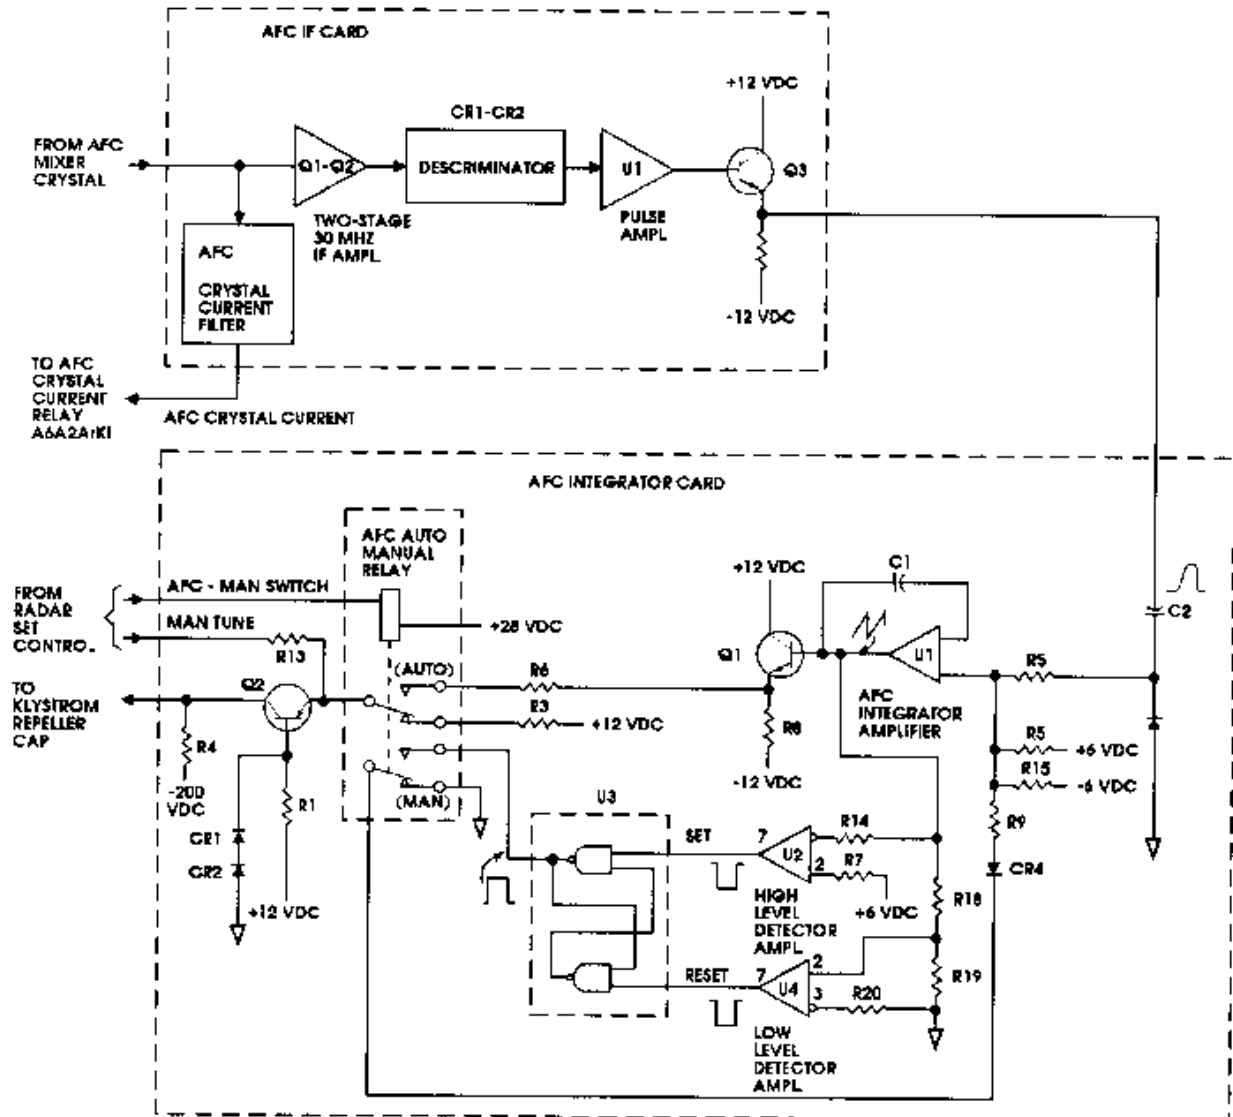 AFC IF CARD
+12 VDC
CR1-CR2
FROM AFC
MIXER
CRYSTAL
Q1-Q2
DESCRIMINATOR
U1
Q3
TWO-STAGE
30 MHZ
IF AMPL.
PULSE
AMPL
AFC
CRYSTAL
CURRENT
FILTER
-12 VDC
TO AFC
CRYSTAL
CURRENT
RELAY
A6A2A1K1
AFC CRYSTAL CURRENT
AFC INTEGRATOR CARD
AFC AUTO
MANUAL
RELAY
FROM
RADAR
SET
CONTRO.
AFC - MAN SWITCH
MAN TUNE
R13
+28 VDC
+12 VDC
C1
C2
Q1
U1
R5
(AUTO)
R6
R3
+12 VDC
R8
-12 VDC
AFC
INTEGRATOR
AMPLIFIER
R5
+6 VDC
R15
-6 VDC
R9
CR4
TO
KLYSTROM
REPELLER
CAP
Q2
R4
-200
VDC
R1
CR1
CR2
+12 VDC
(MAN)
U3
SET
7
U2
R14
2
R7
+6 VDC
HIGH
LEVEL
DETECTOR
AMPL
R18
R19
RESET
7
U4
2
3
R20
LOW
LEVEL
DETECTOR
AMPL.